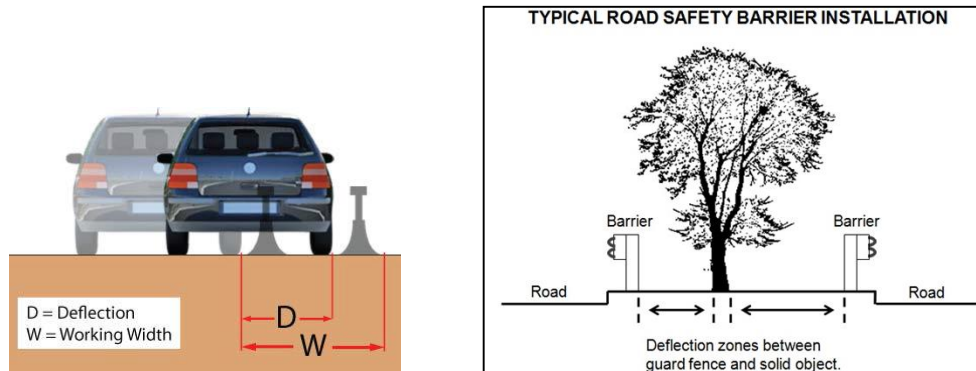 D
W
D = Deflection
W = Working Width
TYPICAL ROAD SAFETY BARRIER INSTALLATION
Barrier
Barrier
Road
Road
Deflection zones between
guard fence and solid object.